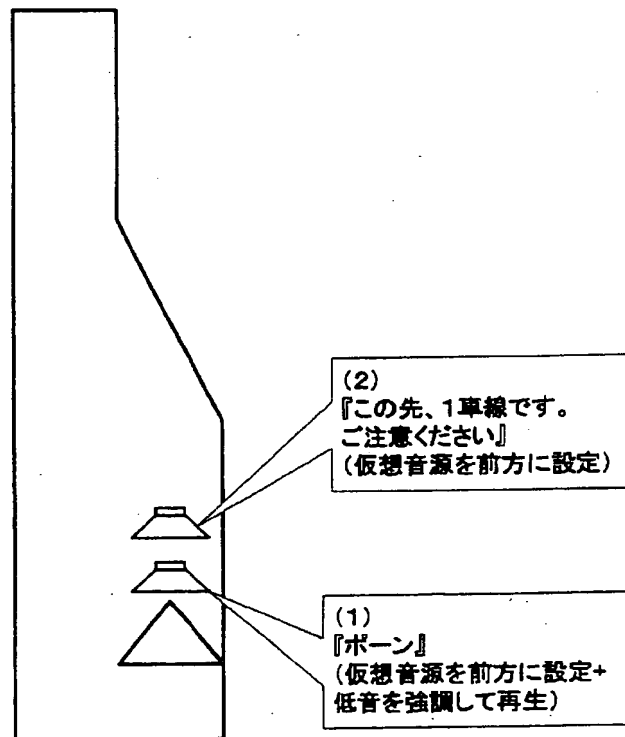 (2)
『この先、1車線です。
ご注意ください』
(仮想音源を前方に設定)
(1)
『ポーン』
(仮想音源を前方に設定+
低音を強調して再生)